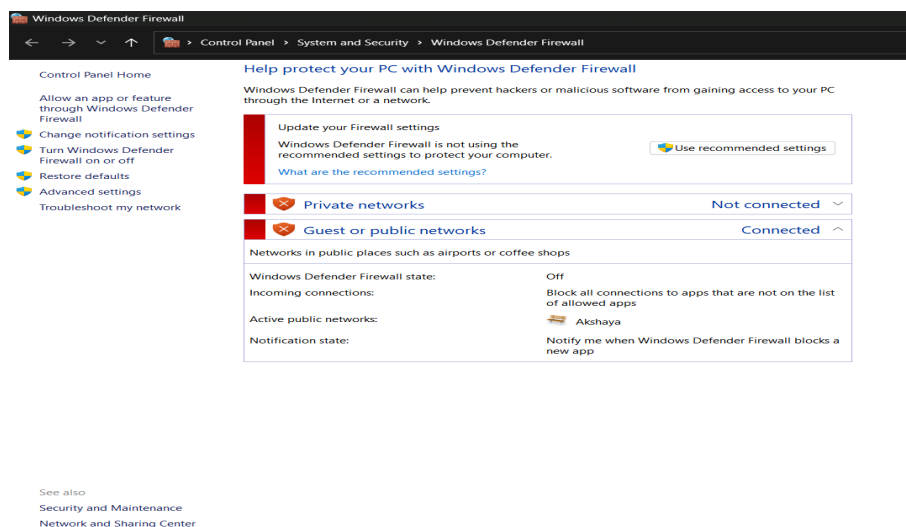 Windows Defender Firewall
Control Panel > System and Security > Windows Defender Firewall
Control Panel Home
Allow an app or feature
through Windows Defender
Firewall
Change notification settings
Turn Windows Defender
Firewall on or off
Restore defaults
Advanced settings
Troubleshoot my network
Help protect your PC with Windows Defender Firewall
Windows Defender Firewall can help prevent hackers or malicious software from gaining access to your PC
through the Internet or a network.
Update your Firewall settings
Windows Defender Firewall is not using the
recommended settings to protect your computer.
Use recommended settings
What are the recommended settings?
Private networks Not connected
Guest or public networks Connected
Networks in public places such as airports or coffee shops
Windows Defender Firewall state: Off
Incoming connections: Block all connections to apps that are not on the list
of allowed apps
Active public networks: Akshaya
Notification state: Notify me when Windows Defender Firewall blocks a
new app
See also
Security and Maintenance
Network and Sharing Center